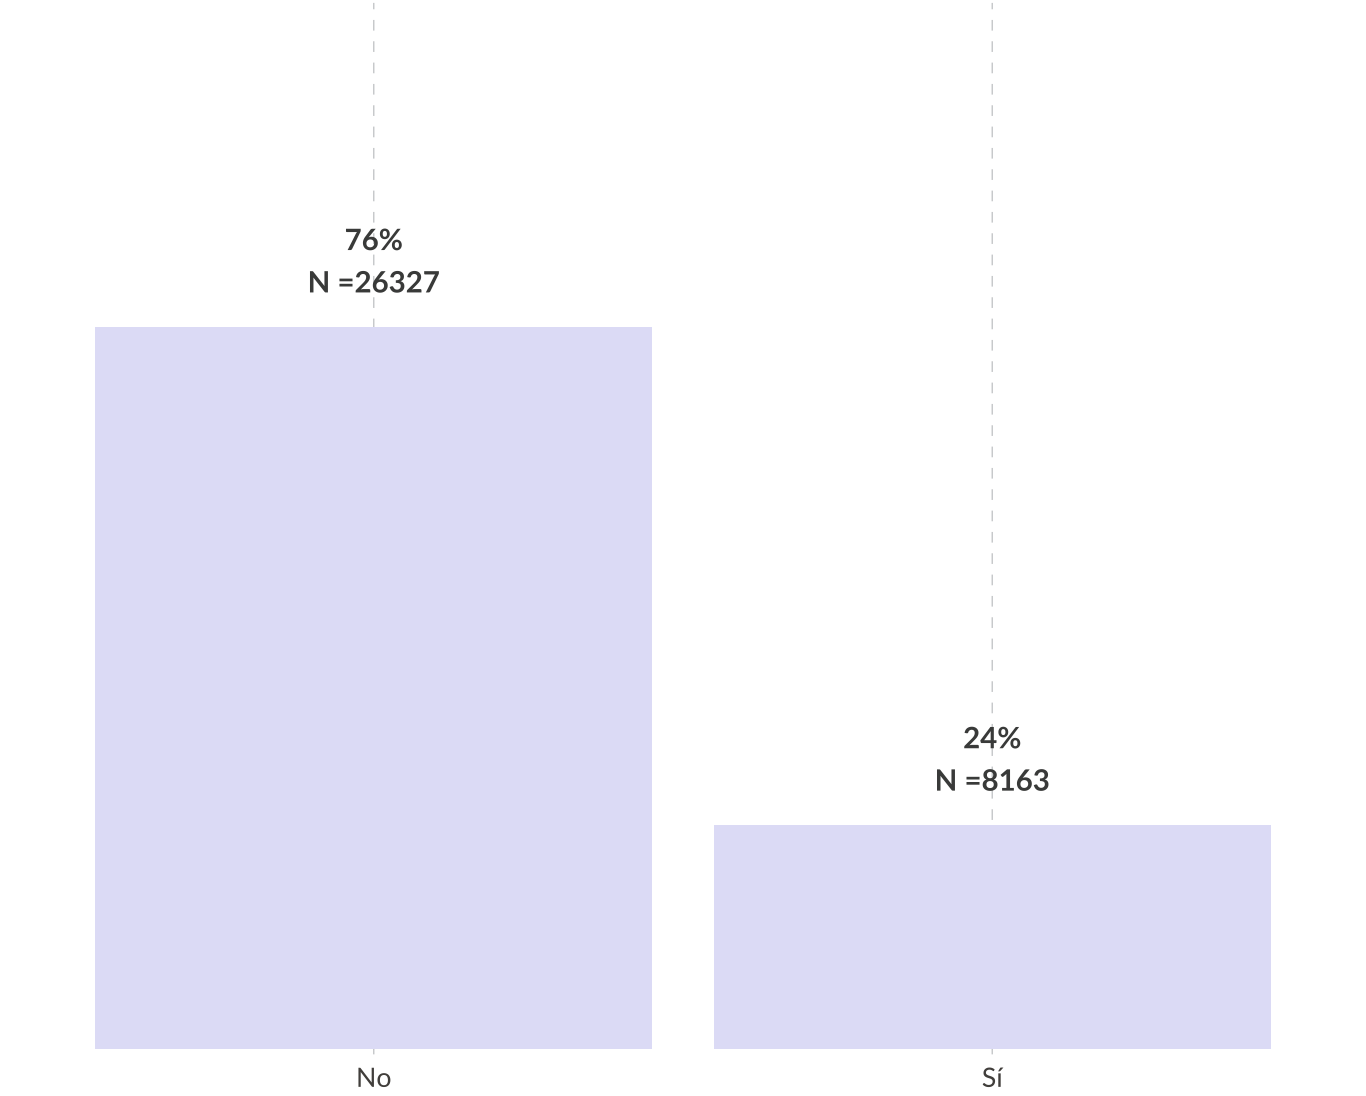 76%
N =26327
24%
N =8163
No
Sí